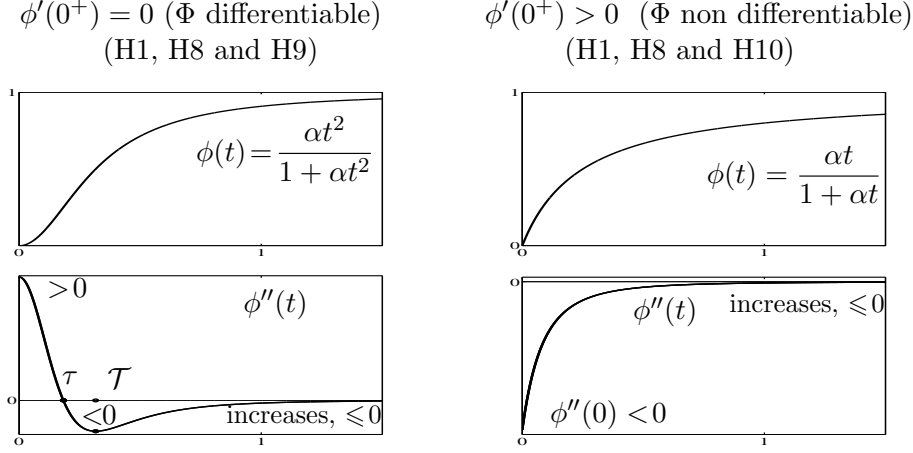 ϕ′(0⁺) = 0 (Φ differentiable)
(H1, H8 and H9)
1
ϕ(t) = αt² / (1 + αt²)
0
0
1
>0
ϕ″(t)
τ
𝒯
0
<0
increases, ⩽0
0
1
ϕ′(0⁺) > 0 (Φ non differentiable)
(H1, H8 and H10)
1
ϕ(t) = αt / (1 + αt)
0
0
1
0
ϕ″(t)
increases, ⩽0
ϕ″(0) <0
0
1